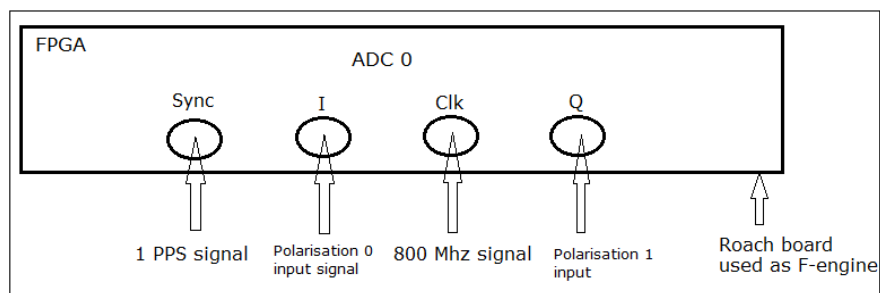 FPGA
ADC 0
Sync
I
Clk
Q
1 PPS signal
Polarisation 0
input signal
800 Mhz signal
Polarisation 1
input
Roach board
used as F-engine